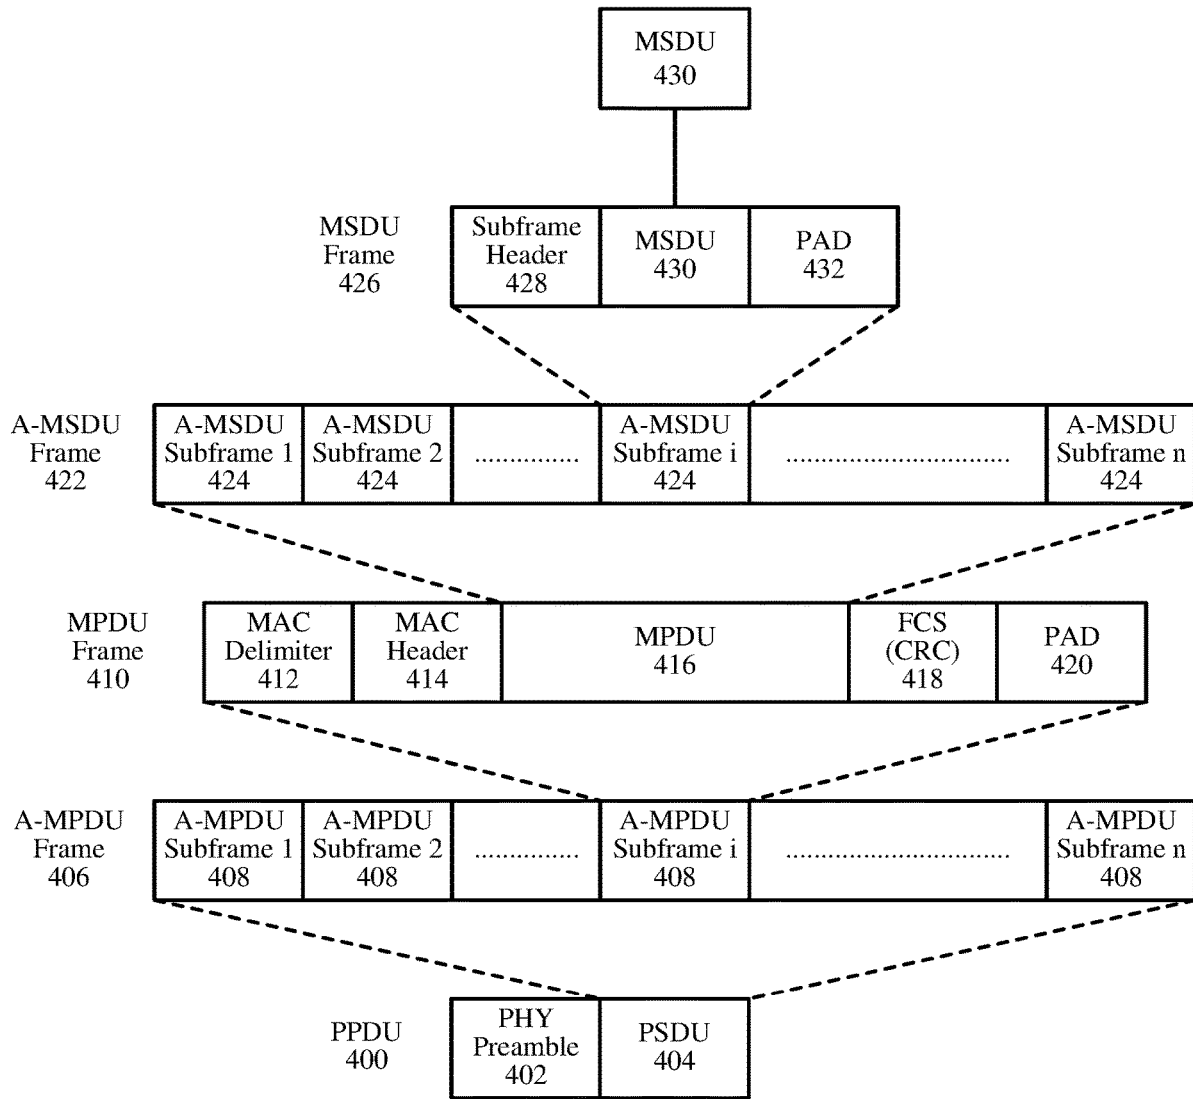 MSDU
430
MSDU
Frame
426
Subframe
Header
428
MSDU
430
PAD
432
A-MSDU
Frame
422
A-MSDU
Subframe 1
424
A-MSDU
Subframe 2
424
...............
A-MSDU
Subframe i
424
................................
A-MSDU
Subframe n
424
MPDU
Frame
410
MAC
Delimiter
412
MAC
Header
414
MPDU
416
FCS
(CRC)
418
PAD
420
A-MPDU
Frame
406
A-MPDU
Subframe 1
408
A-MPDU
Subframe 2
408
...............
A-MPDU
Subframe i
408
................................
A-MPDU
Subframe n
408
PPDU
400
PHY
Preamble
402
PSDU
404